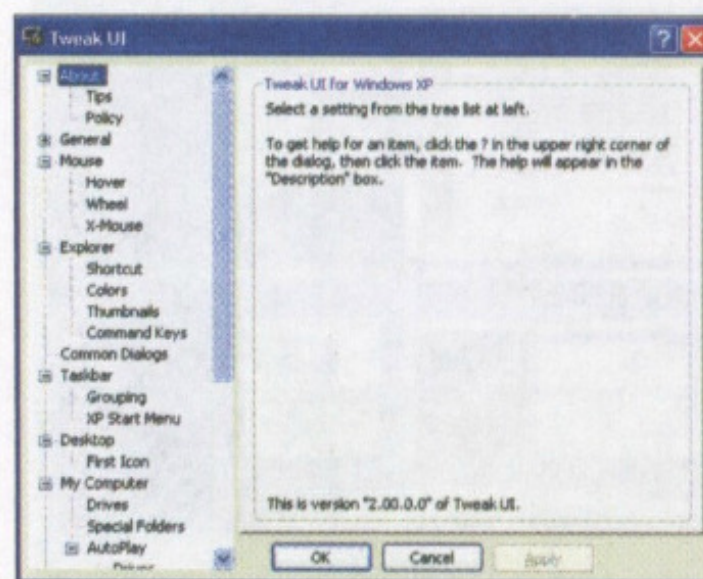 Tweak UI
About
Tips
Policy
General
Mouse
Hover
Wheel
X-Mouse
Explorer
Shortcut
Colors
Thumbnails
Command Keys
Common Dialogs
Taskbar
Grouping
XP Start Menu
Desktop
First Icon
My Computer
Drives
Special Folders
AutoPlay
Drives
Tweak UI for Windows XP
Select a setting from the tree list at left.
To get help for an item, click the ? in the upper right corner of
the dialog, then click the item. The help will appear in the
"Description" box.
This is version "2.00.0.0" of Tweak UI.
OK
Cancel
Apply